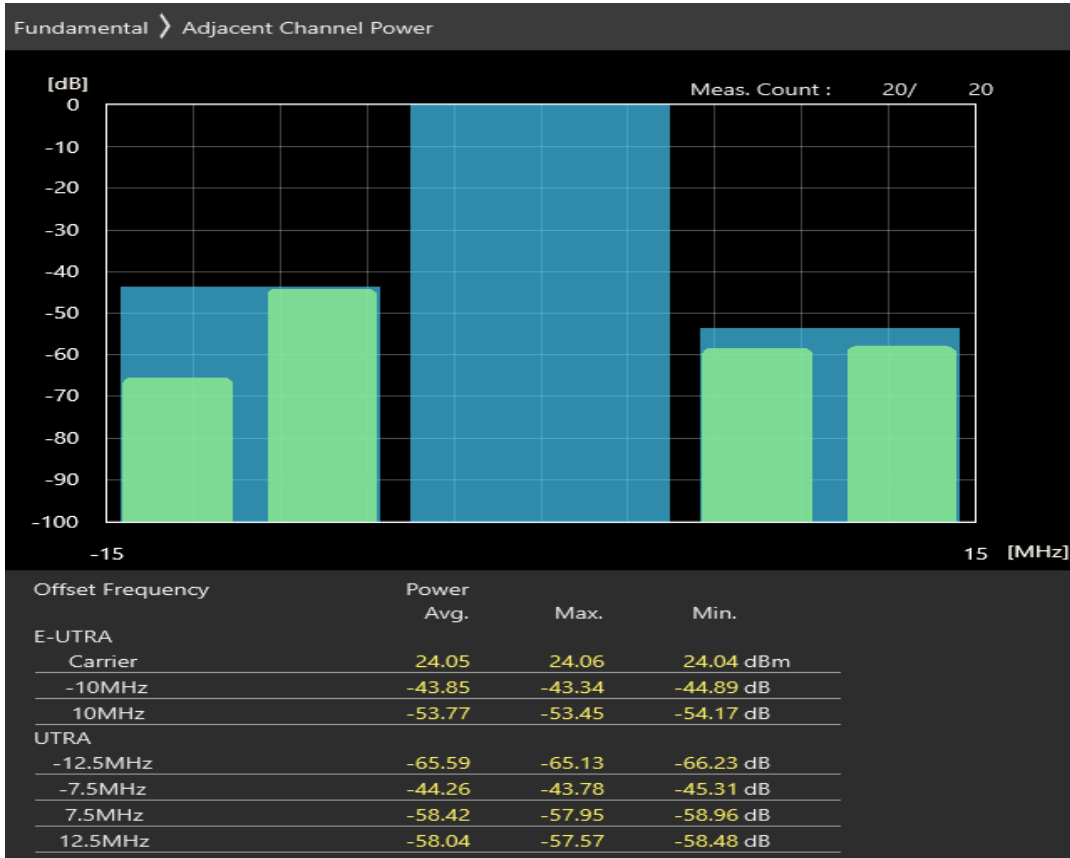 Fundamental 〉 Adjacent Channel Power
[dB]
Meas. Count : 20/ 20
0
-10
-20
-30
-40
-50
-60
-70
-80
-90
-100
-15 15 [MHz]
Offset Frequency Power
Avg. Max. Min.
E-UTRA
Carrier 24.05 24.06 24.04 dBm
-10MHz -43.85 -43.34 -44.89 dB
10MHz -53.77 -53.45 -54.17 dB
UTRA
-12.5MHz -65.59 -65.13 -66.23 dB
-7.5MHz -44.26 -43.78 -45.31 dB
7.5MHz -58.42 -57.95 -58.96 dB
12.5MHz -58.04 -57.57 -58.48 dB